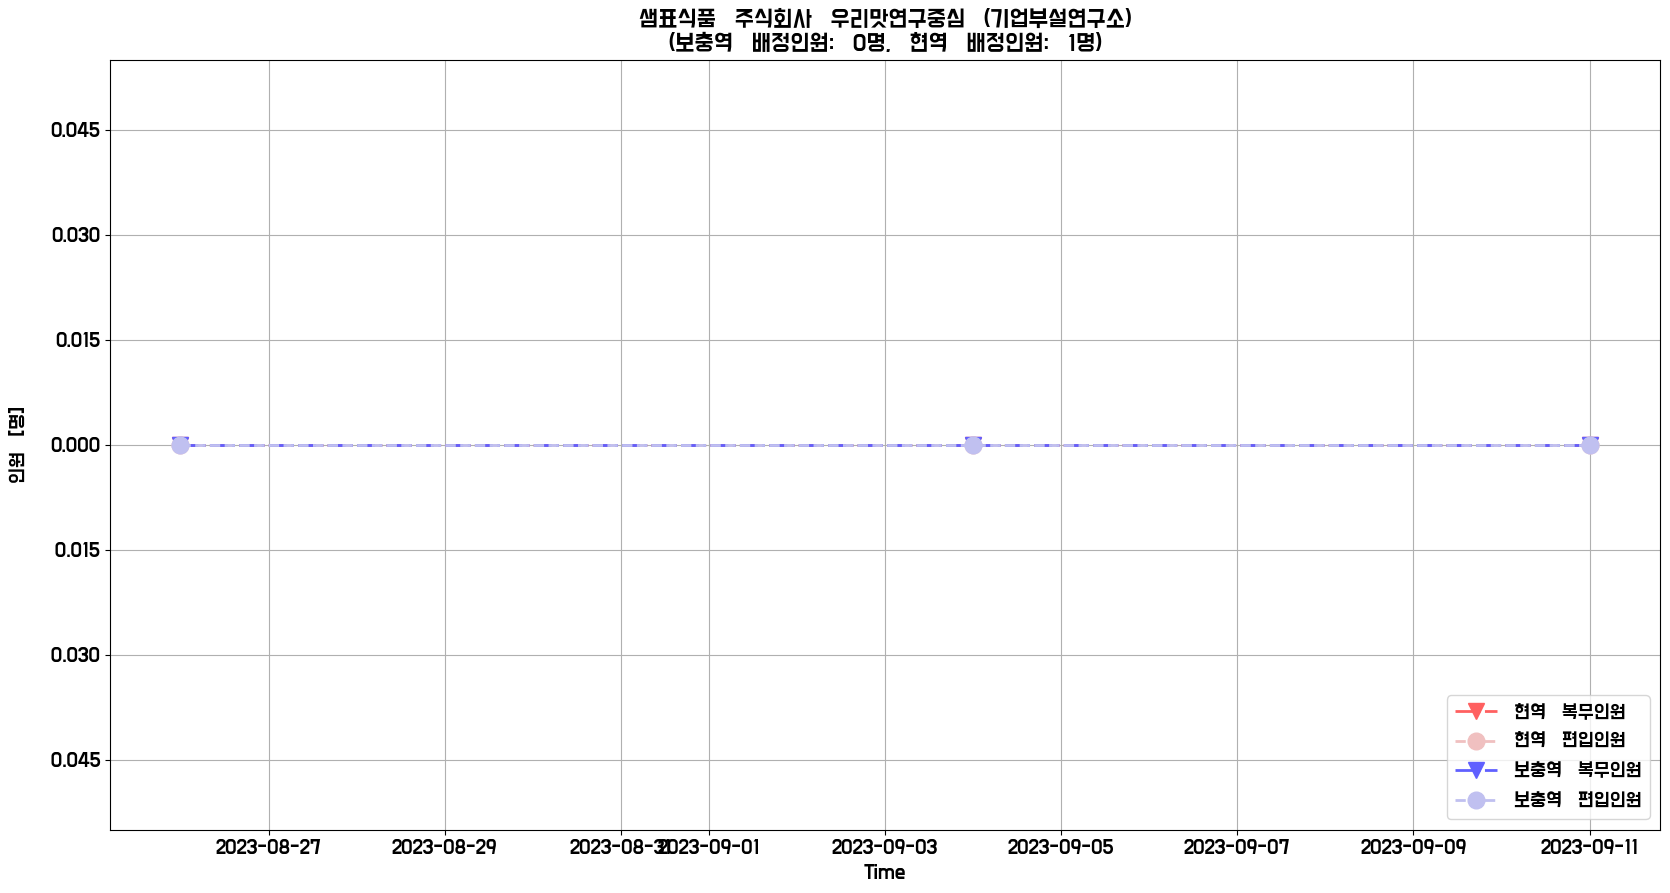 샘표식품 주식회사 우리맛연구중심 (기업부설연구소)
(보충역 배정인원: 0명, 현역 배정인원: 1명)
0.045
0.030
0.015
0.000
0.015
0.030
0.045
인원 [명]
현역 복무인원
현역 편입인원
보충역 복무인원
보충역 편입인원
2023-08-27 2023-08-29 2023-08-31 2023-09-01 2023-09-03 2023-09-05 2023-09-07 2023-09-09 2023-09-11
Time